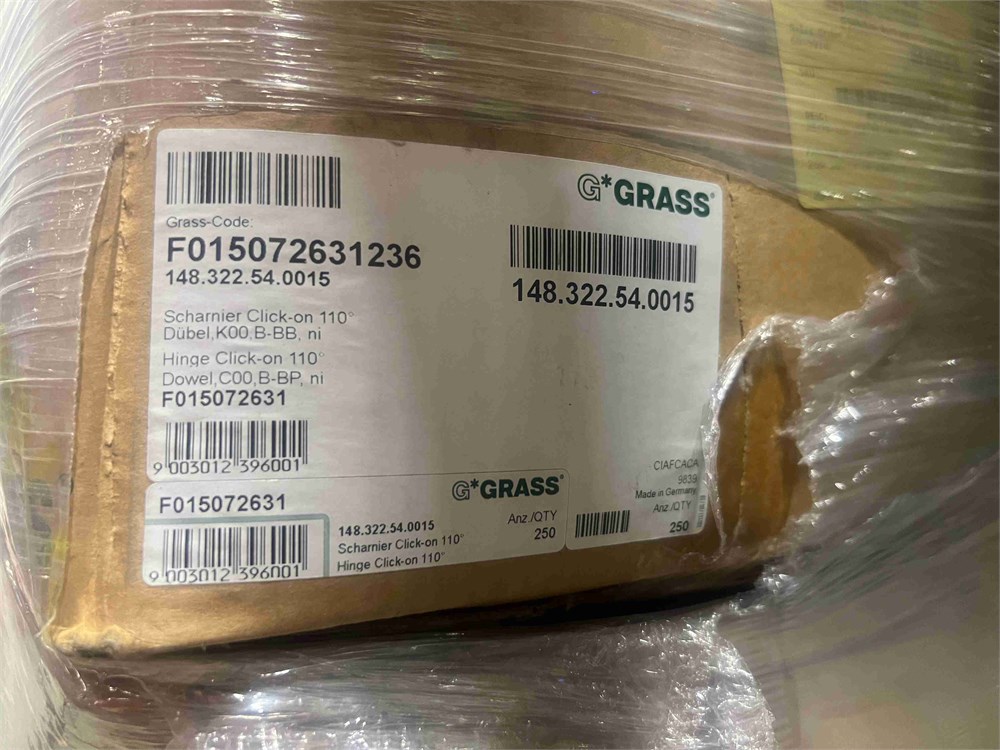 G*GRASS
Grass-Code:
F015072631236
148.322.54.0015
148.322.54.0015
Scharnier Click-on 110°
Dübel,K00,B-BB, ni
Hinge Click-on 110°
Dowel,C00,B-BP, ni
F015072631
9 003012 396001
CIAFCACA
9839
Made in Germany
Anz./QTY
250
F015072631
G*GRASS
9 003012 396001
148.322.54.0015
Scharnier Click-on 110°
Hinge Click-on 110°
Anz./QTY
250